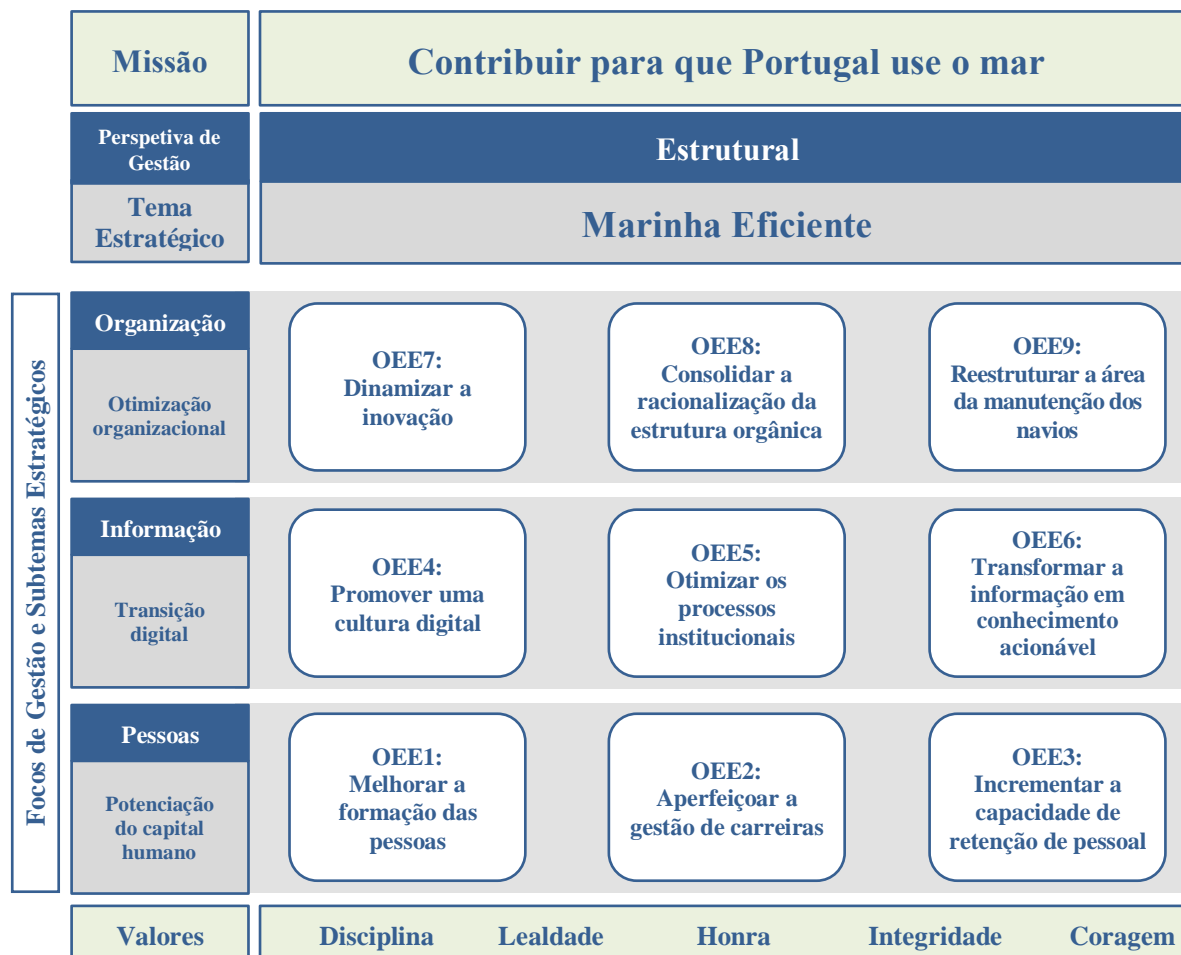 Missão
Contribuir para que Portugal use o mar
Perspetiva de
Gestão
Estrutural
Tema
Estratégico
Marinha Eficiente
Focos de Gestão e Subtemas Estratégicos
Organização
Otimização
organizacional
OEE7:
Dinamizar a
inovação
OEE8:
Consolidar a
racionalização da
estrutura orgânica
OEE9:
Reestruturar a área
da manutenção dos
navios
Informação
Transição
digital
OEE4:
Promover uma
cultura digital
OEE5:
Otimizar os
processos
institucionais
OEE6:
Transformar a
informação em
conhecimento
acionável
Pessoas
Potenciação
do capital
humano
OEE1:
Melhorar a
formação das
pessoas
OEE2:
Aperfeiçoar a
gestão de carreiras
OEE3:
Incrementar a
capacidade de
retenção de pessoal
Valores
Disciplina Lealdade Honra Integridade Coragem